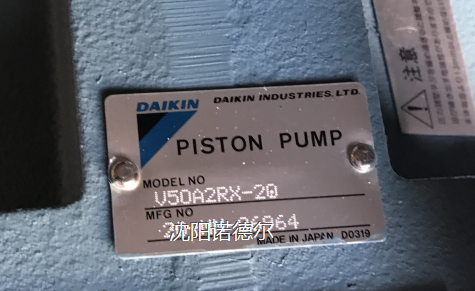 DAIKIN DAIKIN INDUSTRIES.LTD.
PISTON PUMP
MODEL NO
V50A2RX-20
MFG NO
沈阳诺德尔
MADE IN JAPAN D0319
注意